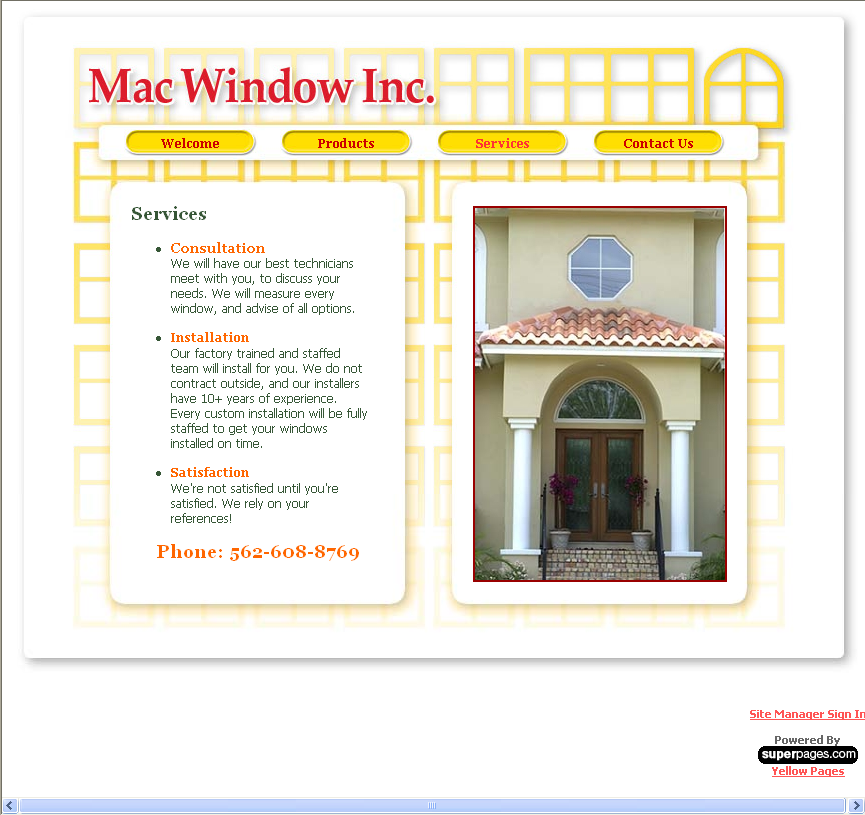 Mac Window Inc.
Welcome
Products
Services
Contact Us
Services
Consultation
We will have our best technicians
meet with you, to discuss your
needs. We will measure every
window, and advise of all options.
Installation
Our factory trained and staffed
team will install for you. We do not
contract outside, and our installers
have 10+ years of experience.
Every custom installation will be fully
staffed to get your windows
installed on time.
Satisfaction
We're not satisfied until you're
satisfied. We rely on your
references!
Phone: 562-608-8769
Site Manager Sign In
Powered By
superpages.com
Yellow Pages